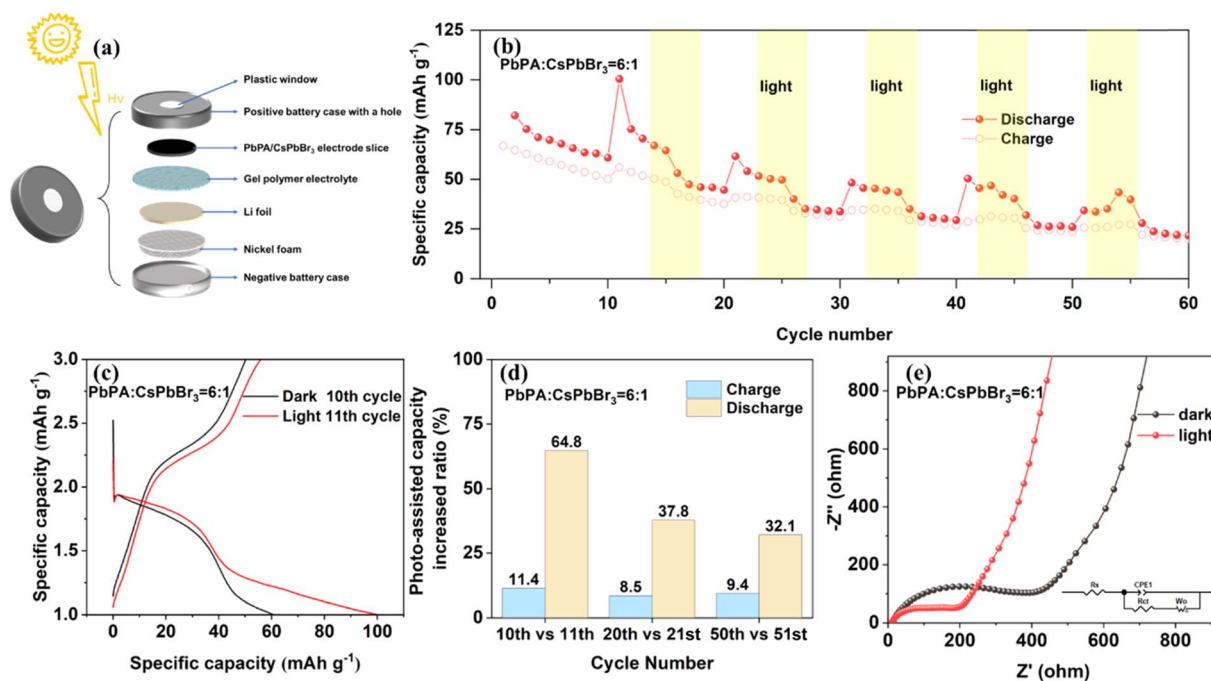 (a)
Hν
Plastic window
Positive battery case with a hole
PbPA/CsPbBr₃ electrode slice
Gel polymer electrolyte
Li foil
Nickel foam
Negative battery case
(b)
PbPA:CsPbBr₃=6:1
light
light
light
light
Discharge
Charge
125
100
75
50
25
0
Specific capacity (mAh g⁻¹)
0
10
20
30
40
50
60
Cycle number
(c)
PbPA:CsPbBr₃=6:1
Dark 10th cycle
Light 11th cycle
3.0
2.5
2.0
1.5
1.0
Specific capacity (mAh g⁻¹)
0
20
40
60
80
100
Specific capacity (mAh g⁻¹)
(d)
PbPA:CsPbBr₃=6:1
Charge
Discharge
100
75
50
25
0
Photo-assisted capacity
increased ratio (%)
11.4
64.8
8.5
37.8
9.4
32.1
10th vs 11th
20th vs 21st
50th vs 51st
Cycle Number
(e)
PbPA:CsPbBr₃=6:1
dark
light
800
600
400
200
0
-Z'' (ohm)
Rs
CPE1
Rct
Wo
0
200
400
600
800
Z' (ohm)